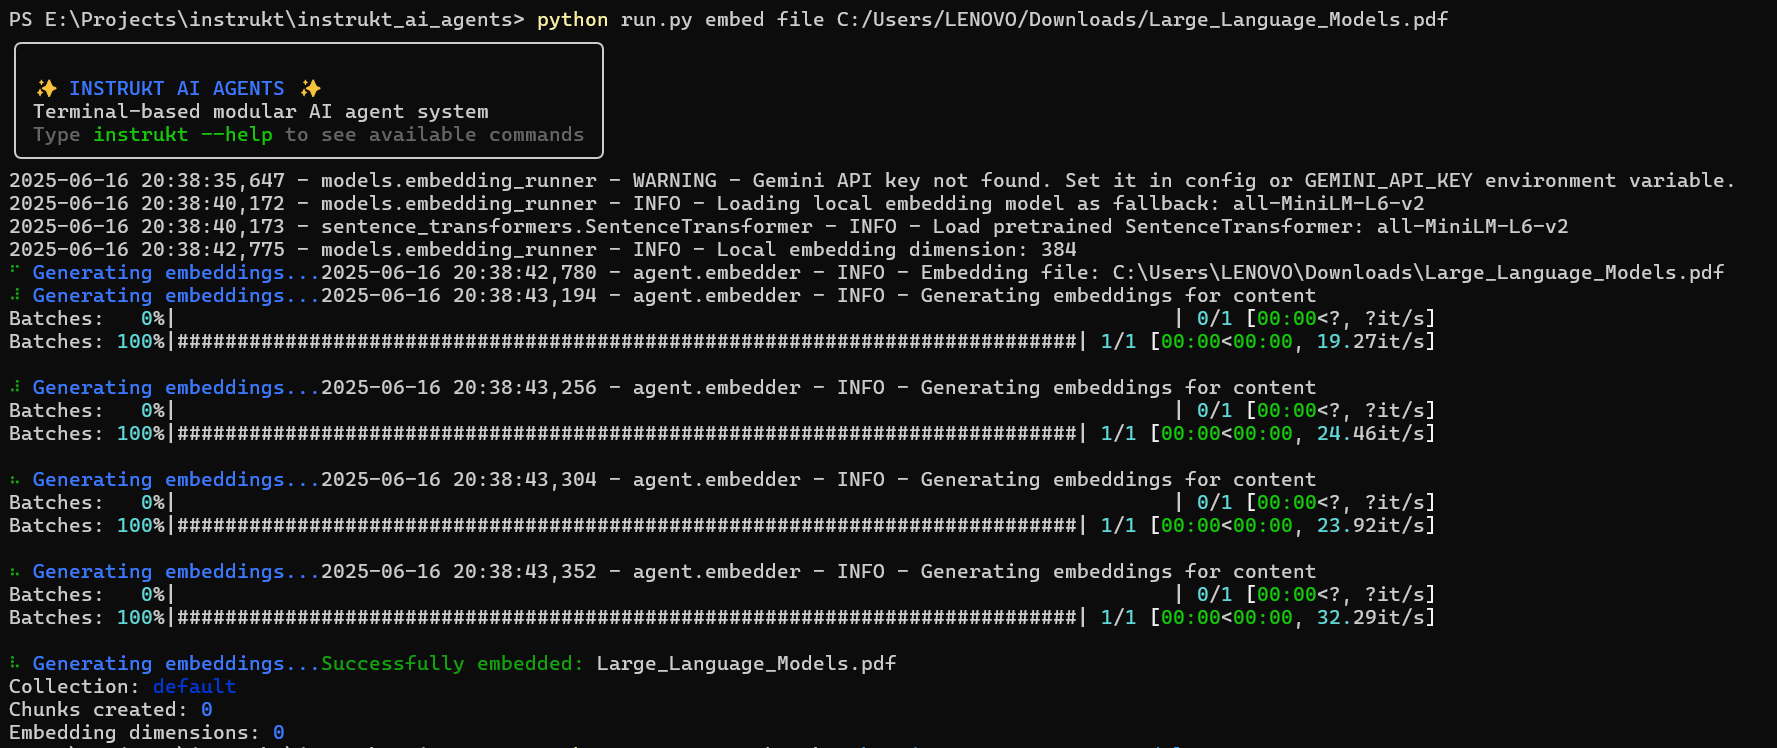 PS E:\Projects\instrukt\instrukt_ai_agents> python run.py embed file C:/Users/LENOVO/Downloads/Large_Language_Models.pdf
✨ INSTRUKT AI AGENTS ✨
Terminal-based modular AI agent system
Type instrukt --help to see available commands
2025-06-16 20:38:35,647 - models.embedding_runner - WARNING - Gemini API key not found. Set it in config or GEMINI_API_KEY environment variable.
2025-06-16 20:38:40,172 - models.embedding_runner - INFO - Loading local embedding model as fallback: all-MiniLM-L6-v2
2025-06-16 20:38:40,173 - sentence_transformers.SentenceTransformer - INFO - Load pretrained SentenceTransformer: all-MiniLM-L6-v2
2025-06-16 20:38:42,775 - models.embedding_runner - INFO - Local embedding dimension: 384
Generating embeddings...2025-06-16 20:38:42,780 - agent.embedder - INFO - Embedding file: C:\Users\LENOVO\Downloads\Large_Language_Models.pdf
Generating embeddings...2025-06-16 20:38:43,194 - agent.embedder - INFO - Generating embeddings for content
Batches:   0%|          | 0/1 [00:00<?, ?it/s]
Batches: 100%|###########################################################################| 1/1 [00:00<00:00, 19.27it/s]
Generating embeddings...2025-06-16 20:38:43,256 - agent.embedder - INFO - Generating embeddings for content
Batches:   0%|          | 0/1 [00:00<?, ?it/s]
Batches: 100%|###########################################################################| 1/1 [00:00<00:00, 24.46it/s]
Generating embeddings...2025-06-16 20:38:43,304 - agent.embedder - INFO - Generating embeddings for content
Batches:   0%|          | 0/1 [00:00<?, ?it/s]
Batches: 100%|###########################################################################| 1/1 [00:00<00:00, 23.92it/s]
Generating embeddings...2025-06-16 20:38:43,352 - agent.embedder - INFO - Generating embeddings for content
Batches:   0%|          | 0/1 [00:00<?, ?it/s]
Batches: 100%|###########################################################################| 1/1 [00:00<00:00, 32.29it/s]
Generating embeddings...Successfully embedded: Large_Language_Models.pdf
Collection: default
Chunks created: 0
Embedding dimensions: 0